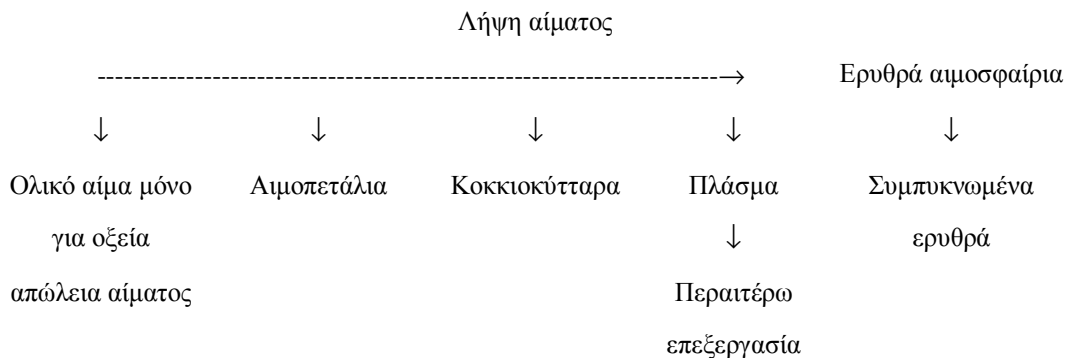 Λήψη αίματος
---------------------------------------------------------------------→ Ερυθρά αιμοσφαίρια
↓ ↓ ↓ ↓ ↓
Ολικό αίμα μόνο Αιμοπετάλια Κοκκιοκύτταρα Πλάσμα Συμπυκνωμένα
για οξεία ↓ ερυθρά
απώλεια αίματος Περαιτέρω
επεξεργασία